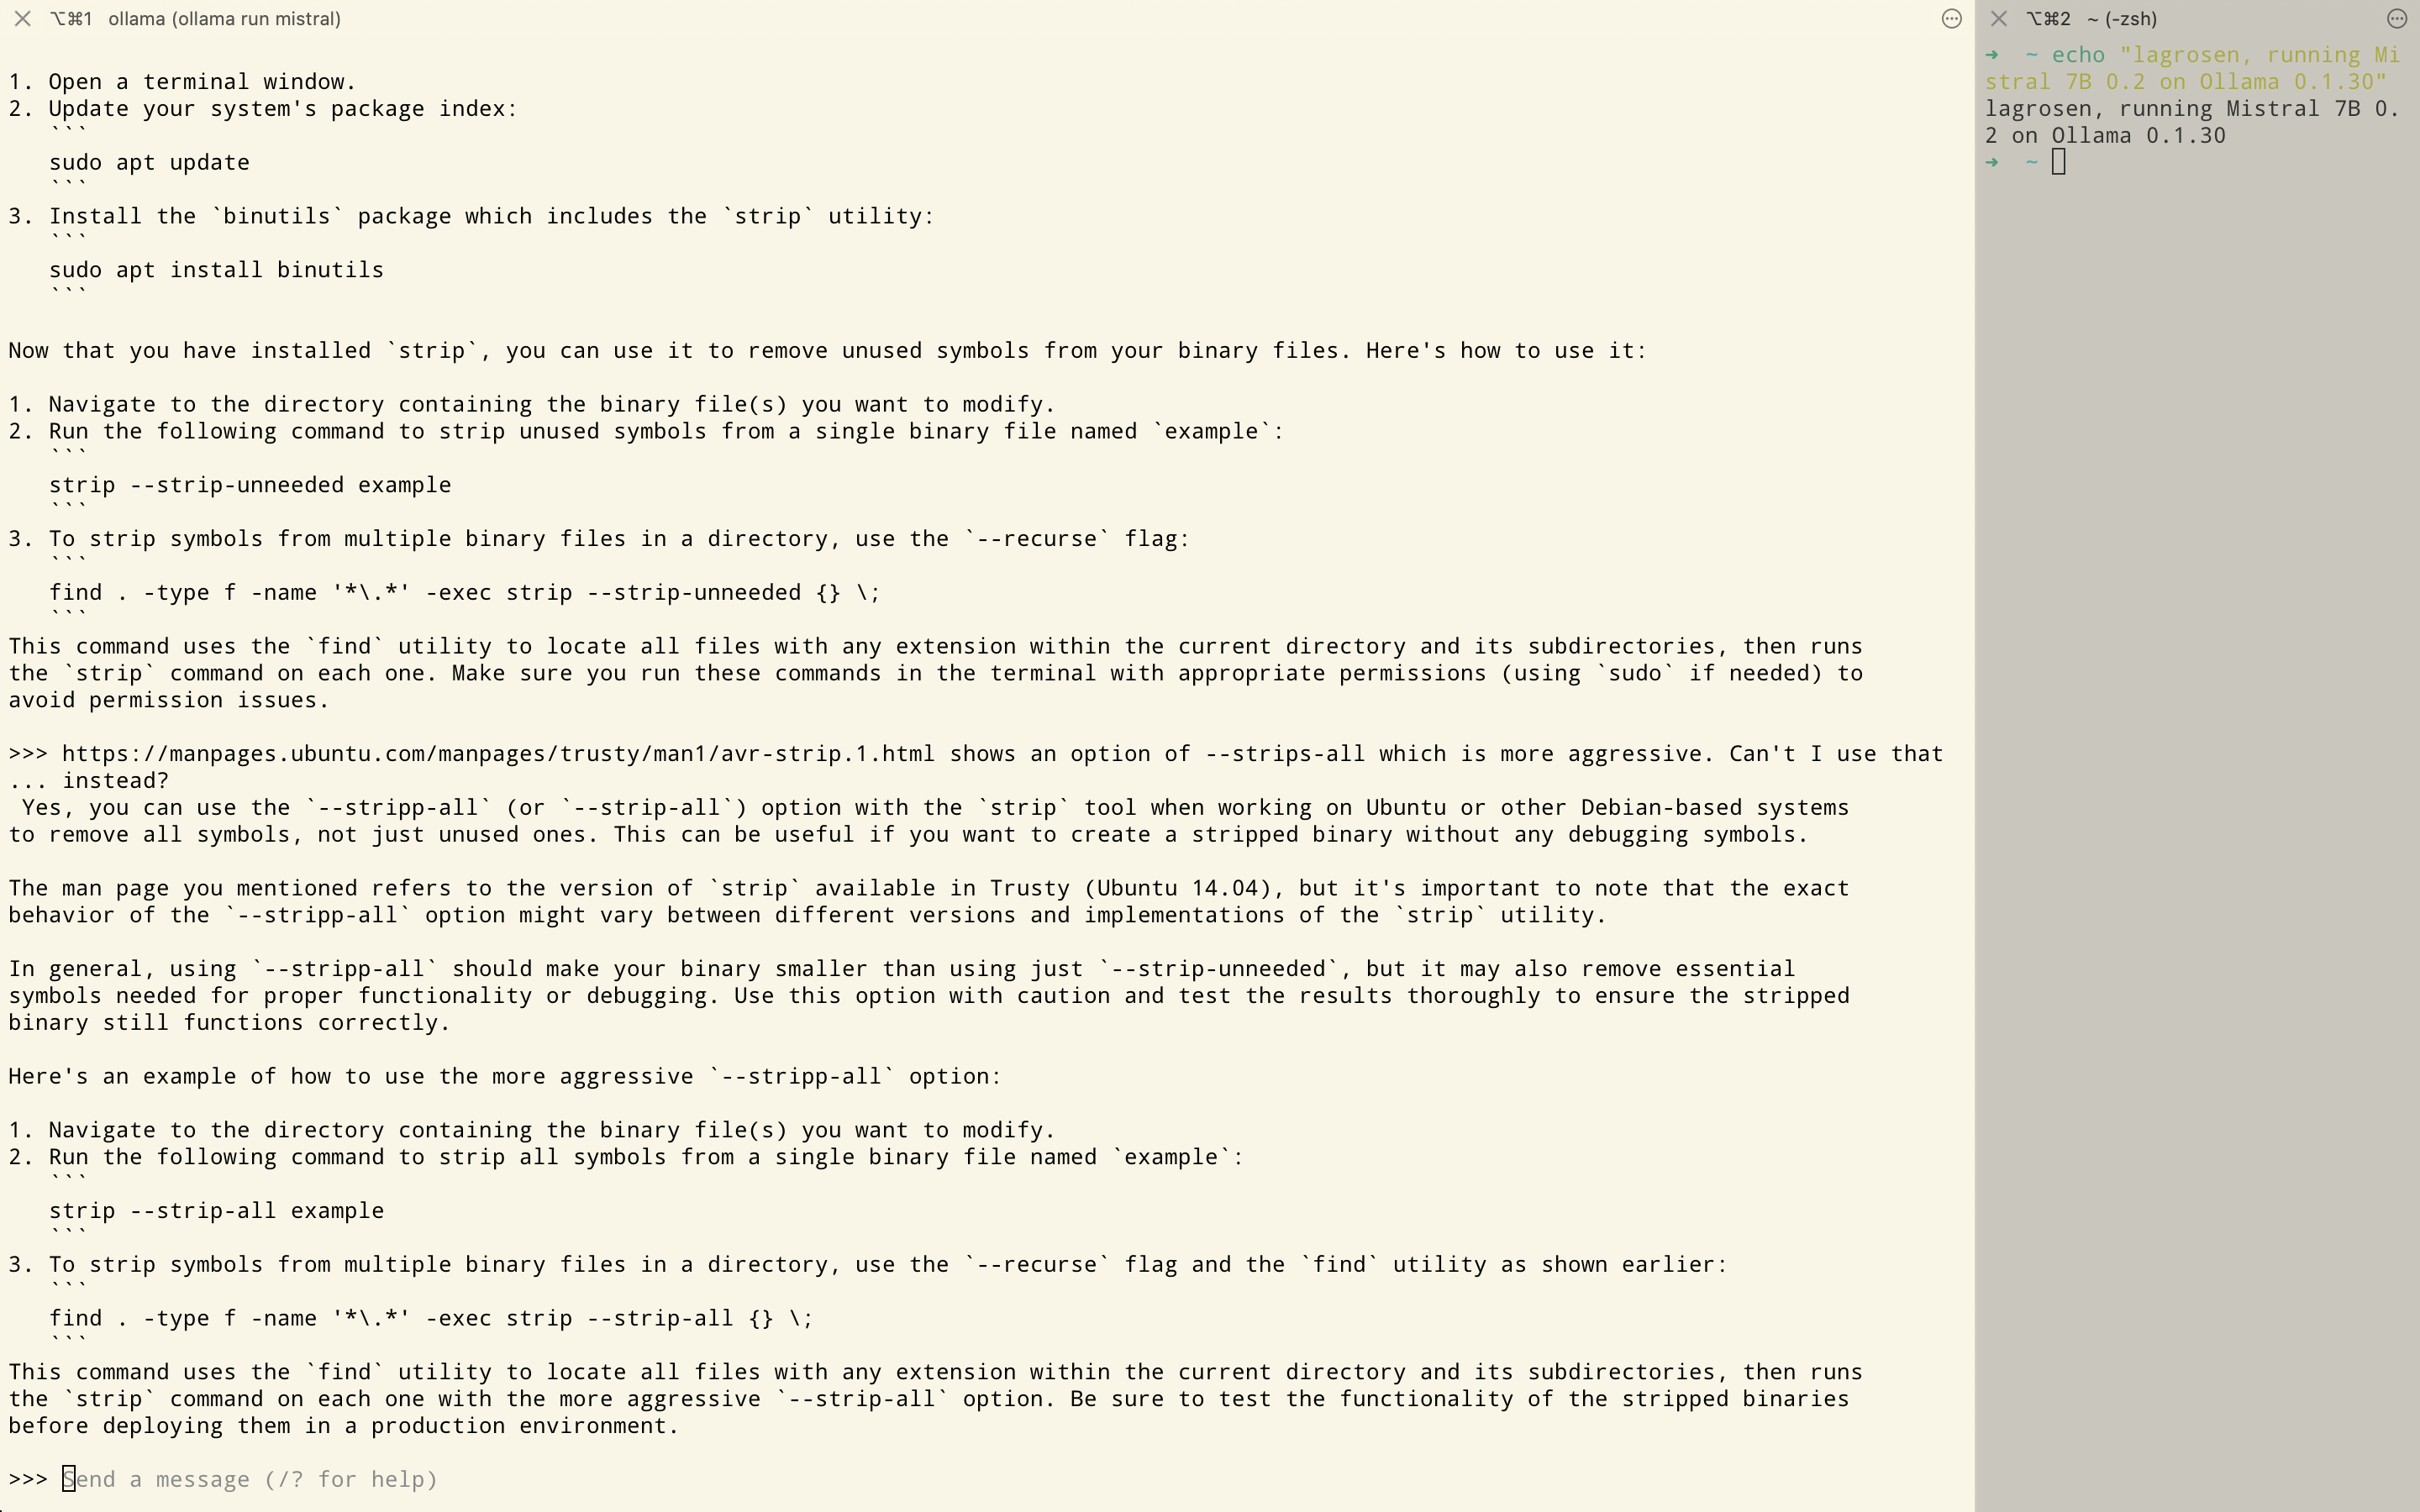 ⌥⌘1 ollama (ollama run mistral)
1. Open a terminal window.
2. Update your system's package index:
   ```
   sudo apt update
   ```
3. Install the `binutils` package which includes the `strip` utility:
   ```
   sudo apt install binutils
   ```
Now that you have installed `strip`, you can use it to remove unused symbols from your binary files. Here's how to use it:
1. Navigate to the directory containing the binary file(s) you want to modify.
2. Run the following command to strip unused symbols from a single binary file named `example`:
   ```
   strip --strip-unneeded example
   ```
3. To strip symbols from multiple binary files in a directory, use the `--recurse` flag:
   ```
   find . -type f -name '*\.*' -exec strip --strip-unneeded {} \;
   ```
This command uses the `find` utility to locate all files with any extension within the current directory and its subdirectories, then runs
the `strip` command on each one. Make sure you run these commands in the terminal with appropriate permissions (using `sudo` if needed) to
avoid permission issues.
>>> https://manpages.ubuntu.com/manpages/trusty/man1/avr-strip.1.html shows an option of --strips-all which is more aggressive. Can't I use that
... instead?
 Yes, you can use the `--stripp-all` (or `--strip-all`) option with the `strip` tool when working on Ubuntu or other Debian-based systems
to remove all symbols, not just unused ones. This can be useful if you want to create a stripped binary without any debugging symbols.
The man page you mentioned refers to the version of `strip` available in Trusty (Ubuntu 14.04), but it's important to note that the exact
behavior of the `--stripp-all` option might vary between different versions and implementations of the `strip` utility.
In general, using `--stripp-all` should make your binary smaller than using just `--strip-unneeded`, but it may also remove essential
symbols needed for proper functionality or debugging. Use this option with caution and test the results thoroughly to ensure the stripped
binary still functions correctly.
Here's an example of how to use the more aggressive `--stripp-all` option:
1. Navigate to the directory containing the binary file(s) you want to modify.
2. Run the following command to strip all symbols from a single binary file named `example`:
   ```
   strip --strip-all example
   ```
3. To strip symbols from multiple binary files in a directory, use the `--recurse` flag and the `find` utility as shown earlier:
   ```
   find . -type f -name '*\.*' -exec strip --strip-all {} \;
   ```
This command uses the `find` utility to locate all files with any extension within the current directory and its subdirectories, then runs
the `strip` command on each one with the more aggressive `--strip-all` option. Be sure to test the functionality of the stripped binaries
before deploying them in a production environment.
>>> Send a message (/? for help)
⌥⌘2 ~ (-zsh)
➜  ~ echo "lagrosen, running Mi
stral 7B 0.2 on Ollama 0.1.30"
lagrosen, running Mistral 7B 0.
2 on Ollama 0.1.30
➜  ~